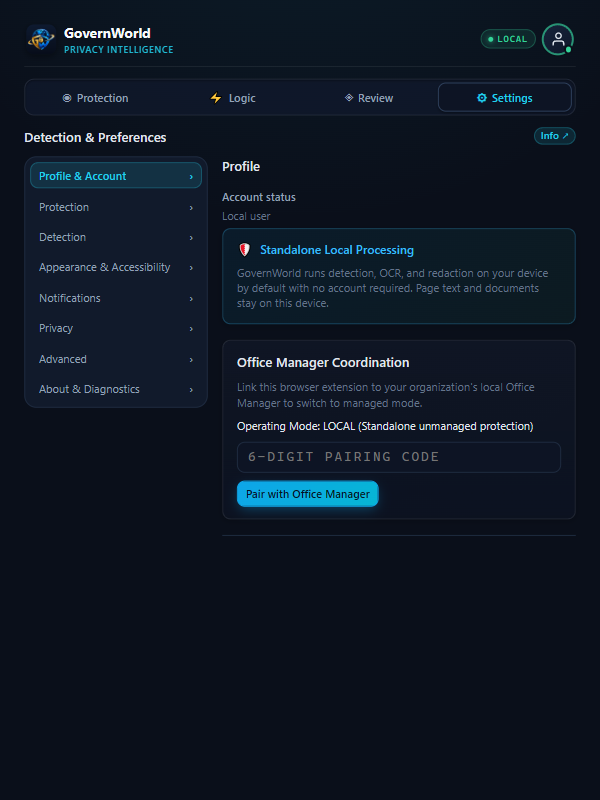 GovernWorld
PRIVACY INTELLIGENCE
LOCAL
Protection
Logic
Review
Settings
Detection & Preferences
Info ↗
Profile & Account ›
Protection ›
Detection ›
Appearance & Accessibility ›
Notifications ›
Privacy ›
Advanced ›
About & Diagnostics ›
Profile
Account status
Local user
Standalone Local Processing
GovernWorld runs detection, OCR, and redaction on your device
by default with no account required. Page text and documents
stay on this device.
Office Manager Coordination
Link this browser extension to your organization's local Office
Manager to switch to managed mode.
Operating Mode: LOCAL (Standalone unmanaged protection)
6-DIGIT PAIRING CODE
Pair with Office Manager